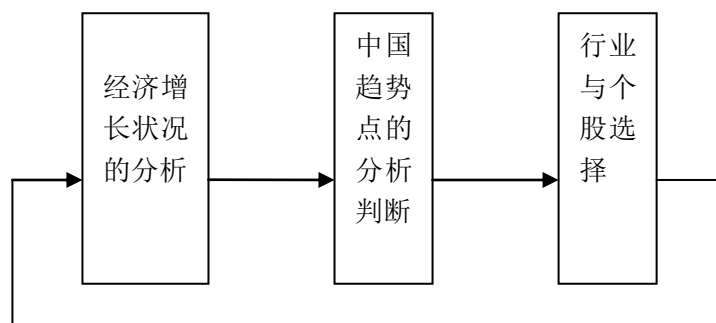 经济增
长状况
的分析
中国
趋势
点的
分析
判断
行业
与个
股选
择